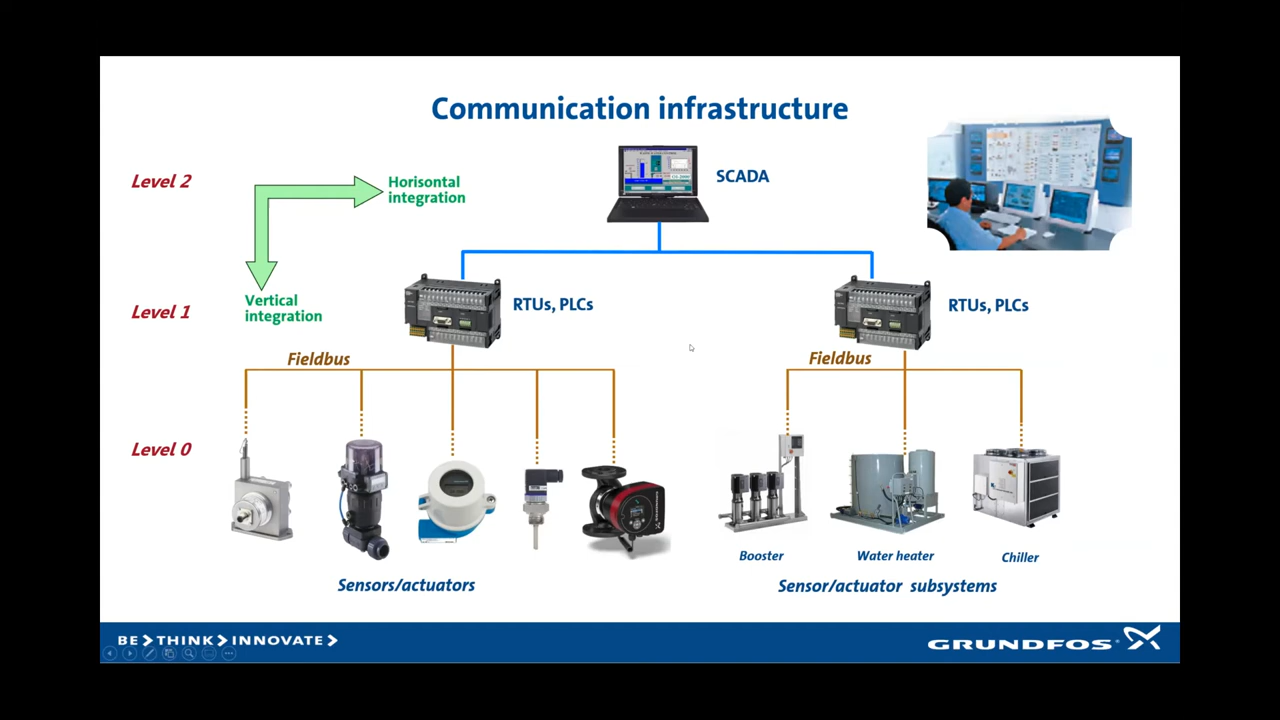 Communication infrastructure
Level 2
Horisontal
integration
SCADA
Vertical
integration
Level 1
RTUs, PLCs
RTUs, PLCs
Fieldbus
Fieldbus
Level 0
Booster
Water heater
Chiller
Sensors/actuators
Sensor/actuator subsystems
BE>THINK>INNOVATE>
GRUNDFOS